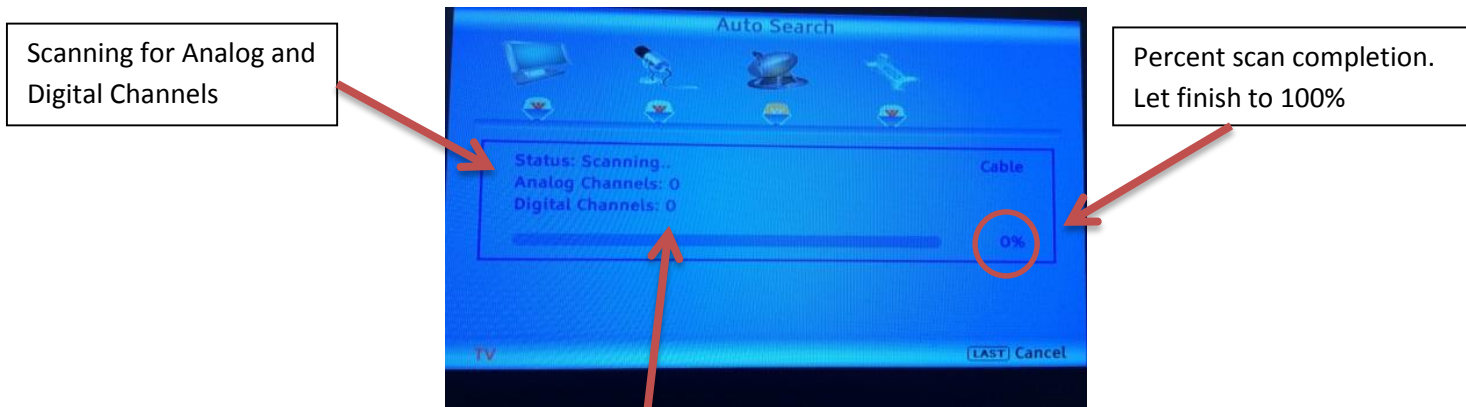 Scanning for Analog and
Digital Channels
Auto Search
Percent scan completion.
Let finish to 100%
Status: Scanning..
Cable
Analog Channels: 0
Digital Channels: 0
0%
TV
LAST Cancel